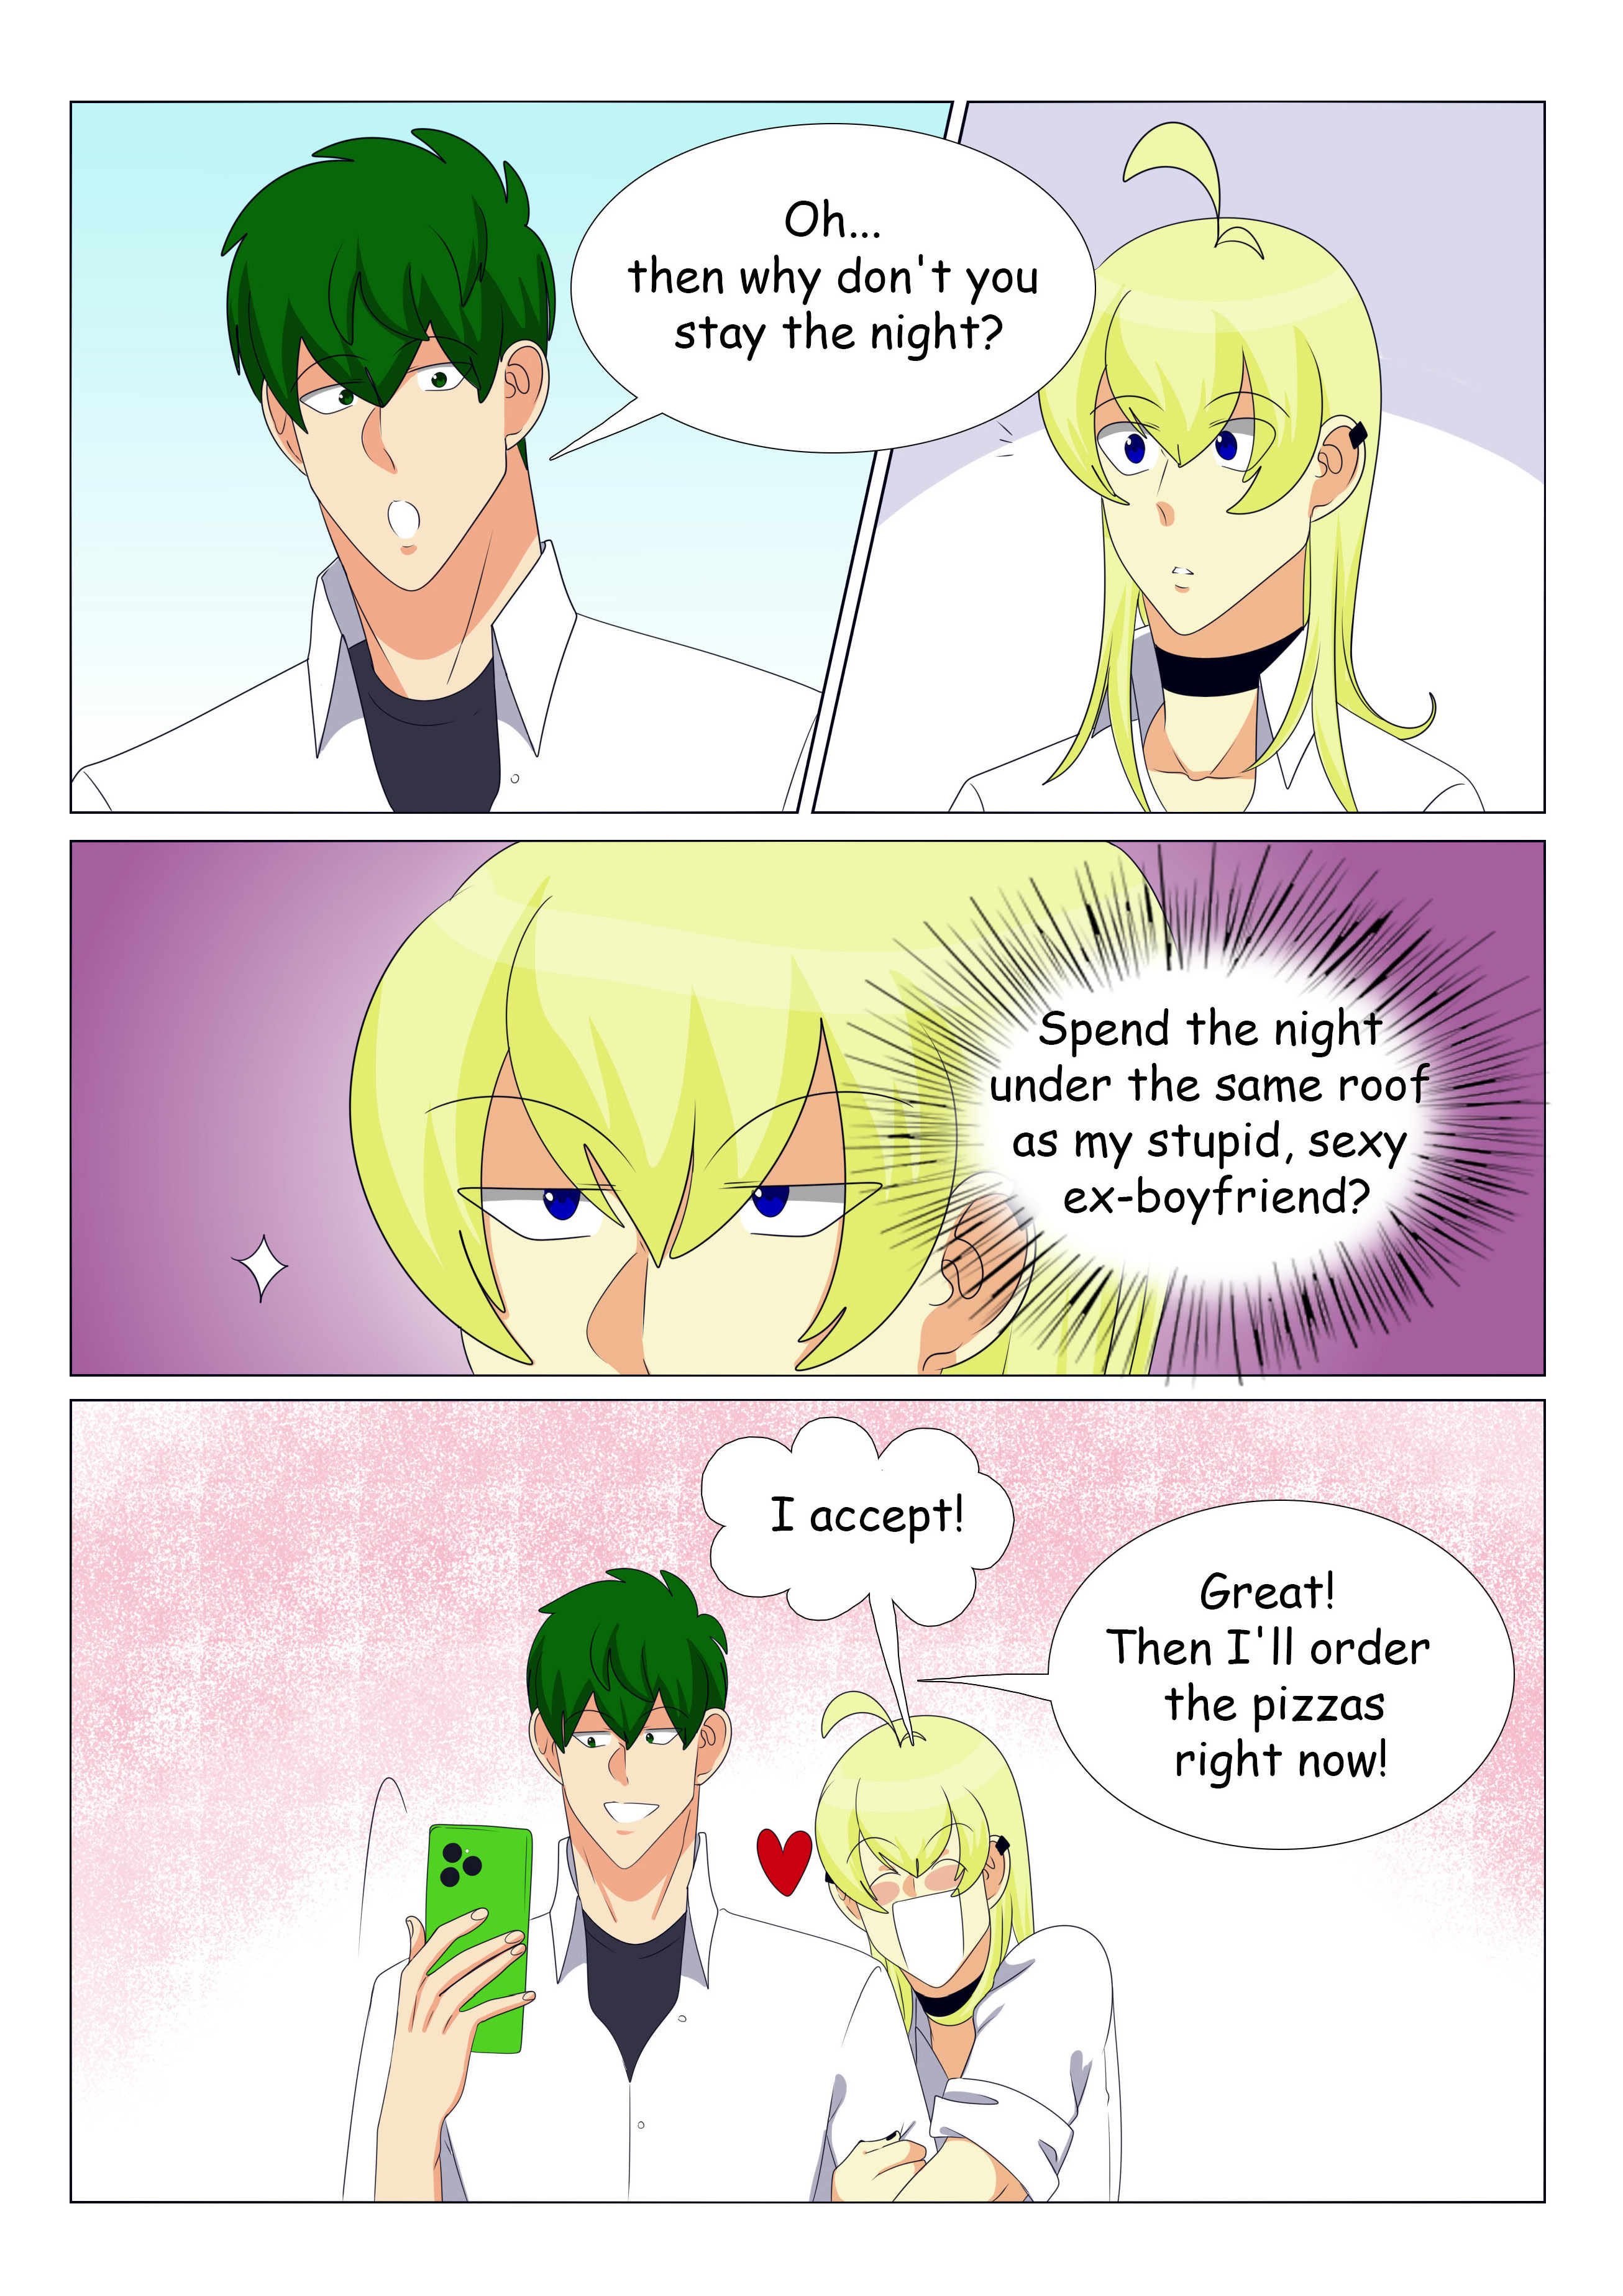 Oh...
then why don't you
stay the night?
Spend the night
under the same roof
as my stupid, sexy
ex-boyfriend?
I accept!
Great!
Then I'll order
the pizzas
right now!